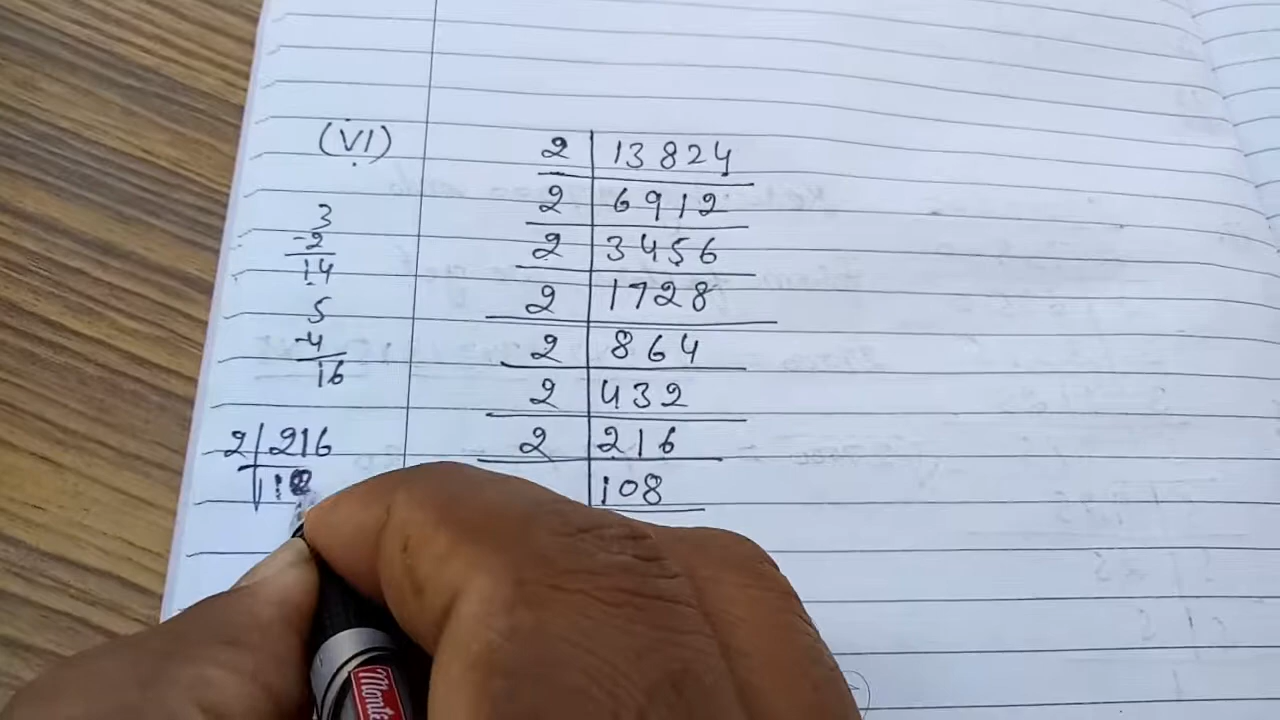 (VI)
2 | 13824
2 | 6912
2 | 3456
2 | 1728
2 | 864
2 | 432
2 | 216
108
3
-2
14
5
-4
16
2 | 216
Monte